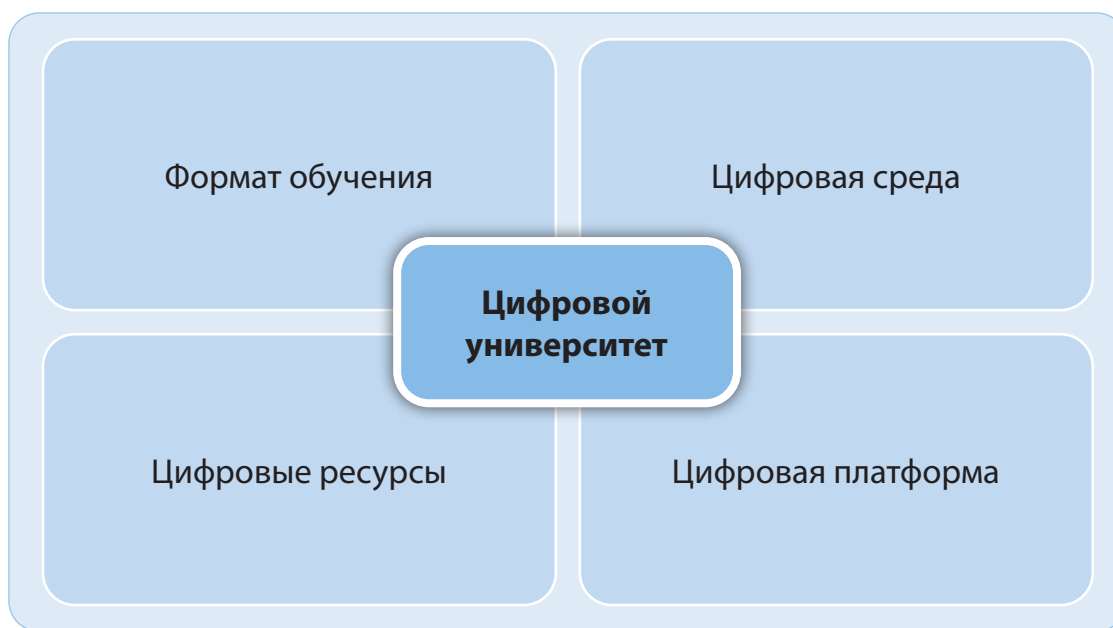 Формат обучения
Цифровая среда
Цифровой
университет
Цифровые ресурсы
Цифровая платформа